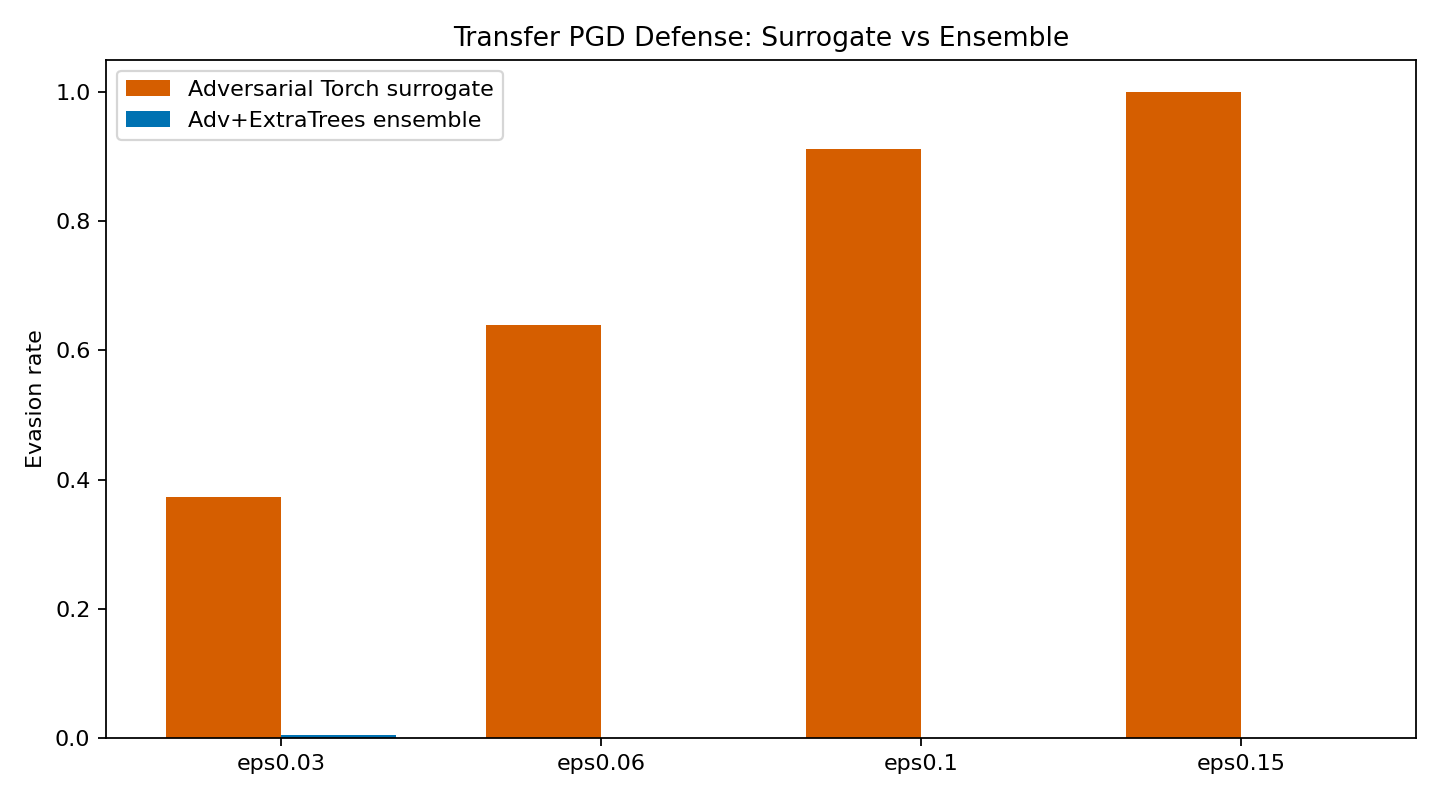 Transfer PGD Defense: Surrogate vs Ensemble
Adversarial Torch surrogate
Adv+ExtraTrees ensemble
Evasion rate
1.0
0.8
0.6
0.4
0.2
0.0
eps0.03
eps0.06
eps0.1
eps0.15